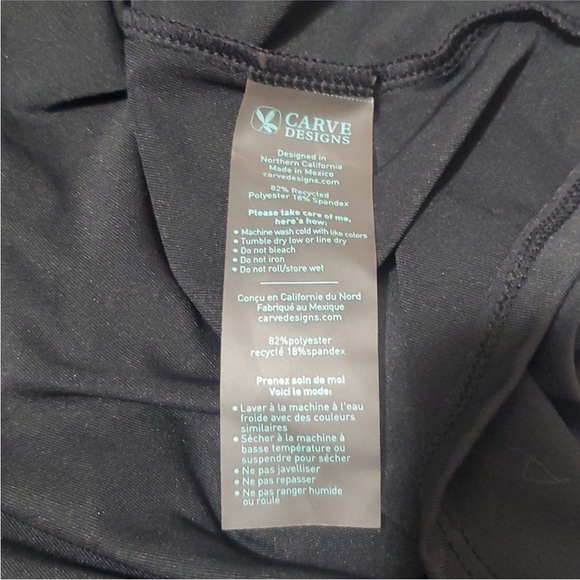 CARVE
DESIGNS
Designed in
Northern California
Made in Mexico
carvedesigns.com
82% Recycled
Polyester 18% Spandex
Please take care of me,
here's how:
• Machine wash cold with like colors
• Tumble dry low or line dry
• Do not bleach
• Do not iron
• Do not roll/store wet
Conçu en Californie du Nord
Fabriqué au Mexique
carvedesigns.com
82%polyester
recyclé 18%spandex
Prenez soin de moi
Voici le mode:
• Laver à la machine à l'eau
froide avec des couleurs
similaires
• Sécher à la machine à
basse température ou
suspendre pour sécher
• Ne pas javelliser
• Ne pas repasser
• Ne pas ranger humide
ou roulé